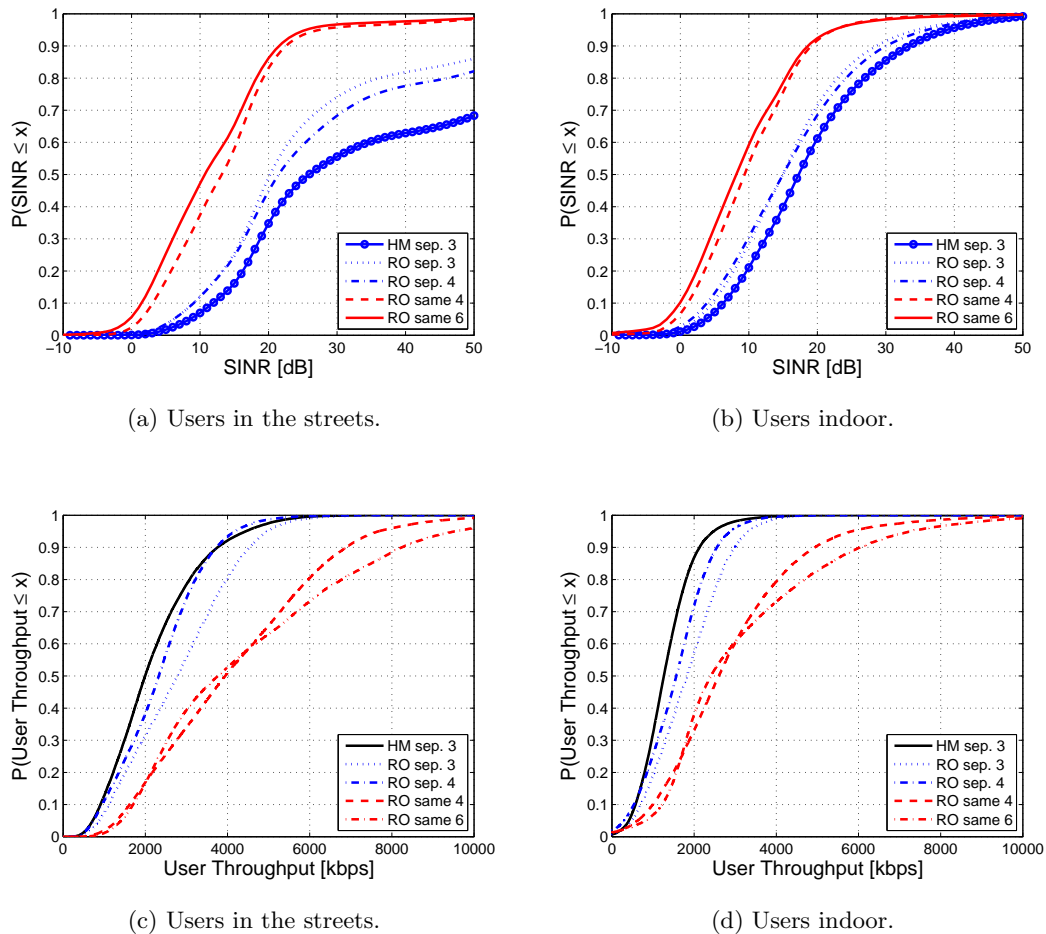 1
0.9
0.8
0.7
0.6
0.5
0.4
0.3
0.2
0.1
0
P(SINR ≤ x)
−10 0 10 20 30 40 50
SINR [dB]
HM sep. 3
RO sep. 3
RO sep. 4
RO same 4
RO same 6
(a) Users in the streets.
1
0.9
0.8
0.7
0.6
0.5
0.4
0.3
0.2
0.1
0
P(SINR ≤ x)
−10 0 10 20 30 40 50
SINR [dB]
HM sep. 3
RO sep. 3
RO sep. 4
RO same 4
RO same 6
(b) Users indoor.
1
0.9
0.8
0.7
0.6
0.5
0.4
0.3
0.2
0.1
0
P(User Throughput ≤ x)
0 2000 4000 6000 8000 10000
User Throughput [kbps]
HM sep. 3
RO sep. 3
RO sep. 4
RO same 4
RO same 6
(c) Users in the streets.
1
0.9
0.8
0.7
0.6
0.5
0.4
0.3
0.2
0.1
0
P(User Throughput ≤ x)
0 2000 4000 6000 8000 10000
User Throughput [kbps]
HM sep. 3
RO sep. 3
RO sep. 4
RO same 4
RO same 6
(d) Users indoor.